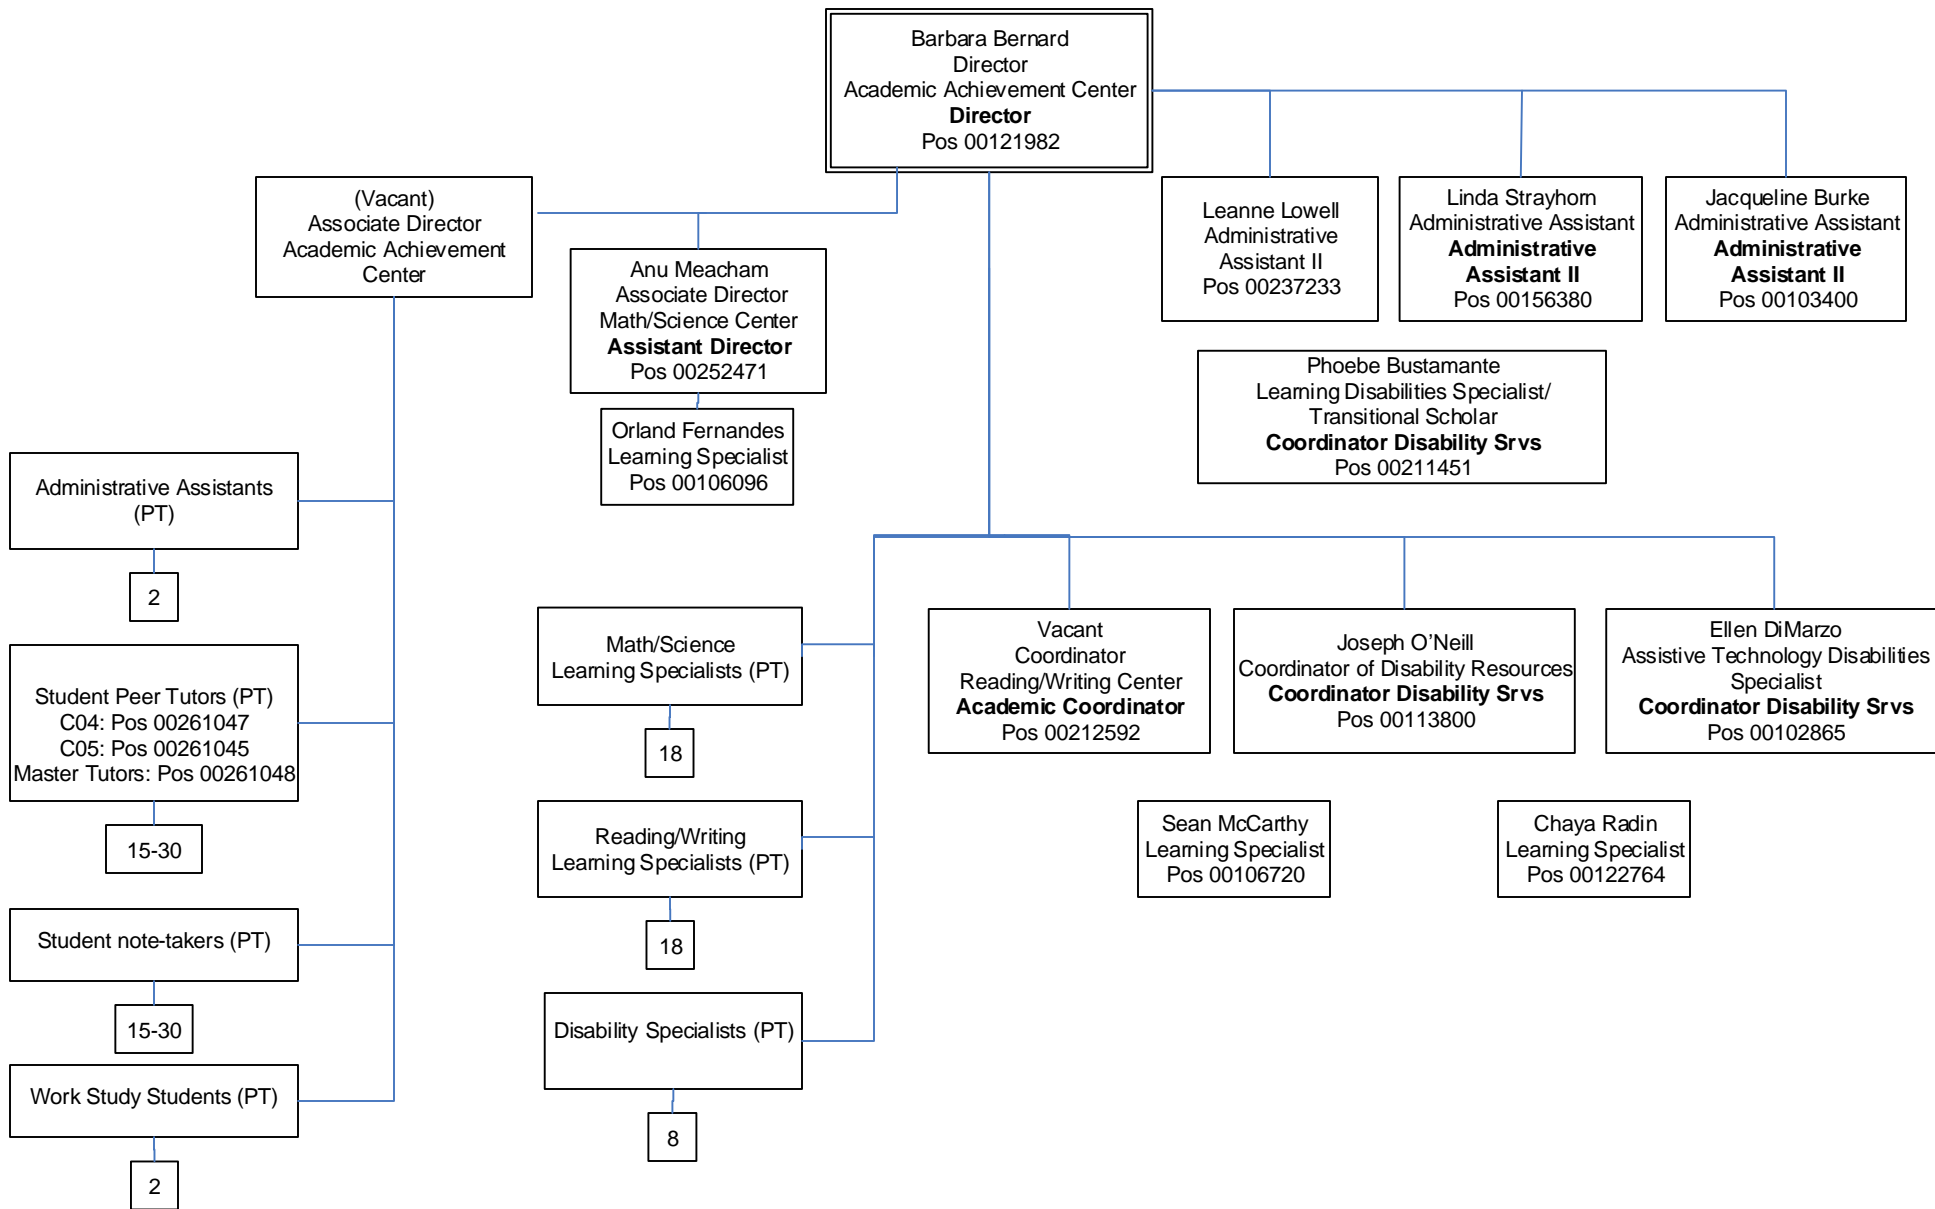 Barbara Bernard
Director
Academic Achievement Center
Director
Pos 00121982
(Vacant)
Associate Director
Academic Achievement
Center
Anu Meacham
Associate Director
Math/Science Center
Assistant Director
Pos 00252471
Orland Fernandes
Learning Specialist
Pos 00106096
Leanne Lowell
Administrative
Assistant II
Pos 00237233
Linda Strayhorn
Administrative Assistant
Administrative
Assistant II
Pos 00156380
Jacqueline Burke
Administrative Assistant
Administrative
Assistant II
Pos 00103400
Phoebe Bustamante
Learning Disabilities Specialist/
Transitional Scholar
Coordinator Disability Srvs
Pos 00211451
Administrative Assistants
(PT)
2
Student Peer Tutors (PT)
C04: Pos 00261047
C05: Pos 00261045
Master Tutors: Pos 00261048
15-30
Student note-takers (PT)
15-30
Work Study Students (PT)
2
Math/Science
Learning Specialists (PT)
18
Reading/Writing
Learning Specialists (PT)
18
Disability Specialists (PT)
8
Vacant
Coordinator
Reading/Writing Center
Academic Coordinator
Pos 00212592
Joseph O’Neill
Coordinator of Disability Resources
Coordinator Disability Srvs
Pos 00113800
Ellen DiMarzo
Assistive Technology Disabilities
Specialist
Coordinator Disability Srvs
Pos 00102865
Sean McCarthy
Learning Specialist
Pos 00106720
Chaya Radin
Learning Specialist
Pos 00122764